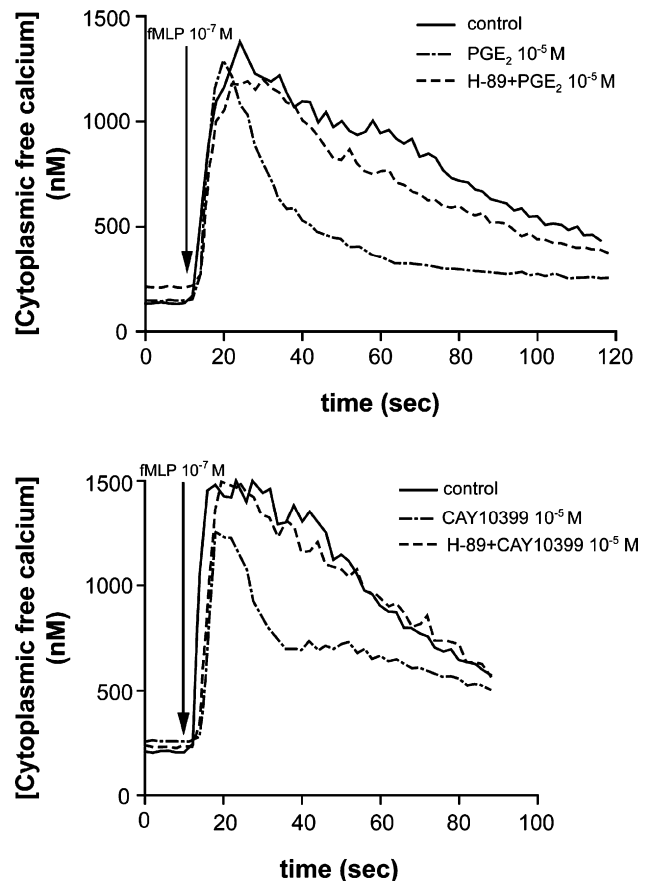 1500
fMLP 10⁻⁷ M
control
PGE₂ 10⁻⁵ M
H-89+PGE₂ 10⁻⁵ M
[Cytoplasmic free calcium]
(nM)
1000
500
0
0 20 40 60 80 100 120
time (sec)
fMLP 10⁻⁷ M
1500
control
CAY10399 10⁻⁵ M
H-89+CAY10399 10⁻⁵ M
[Cytoplasmic free calcium]
(nM)
1000
500
0
0 20 40 60 80 100
time (sec)